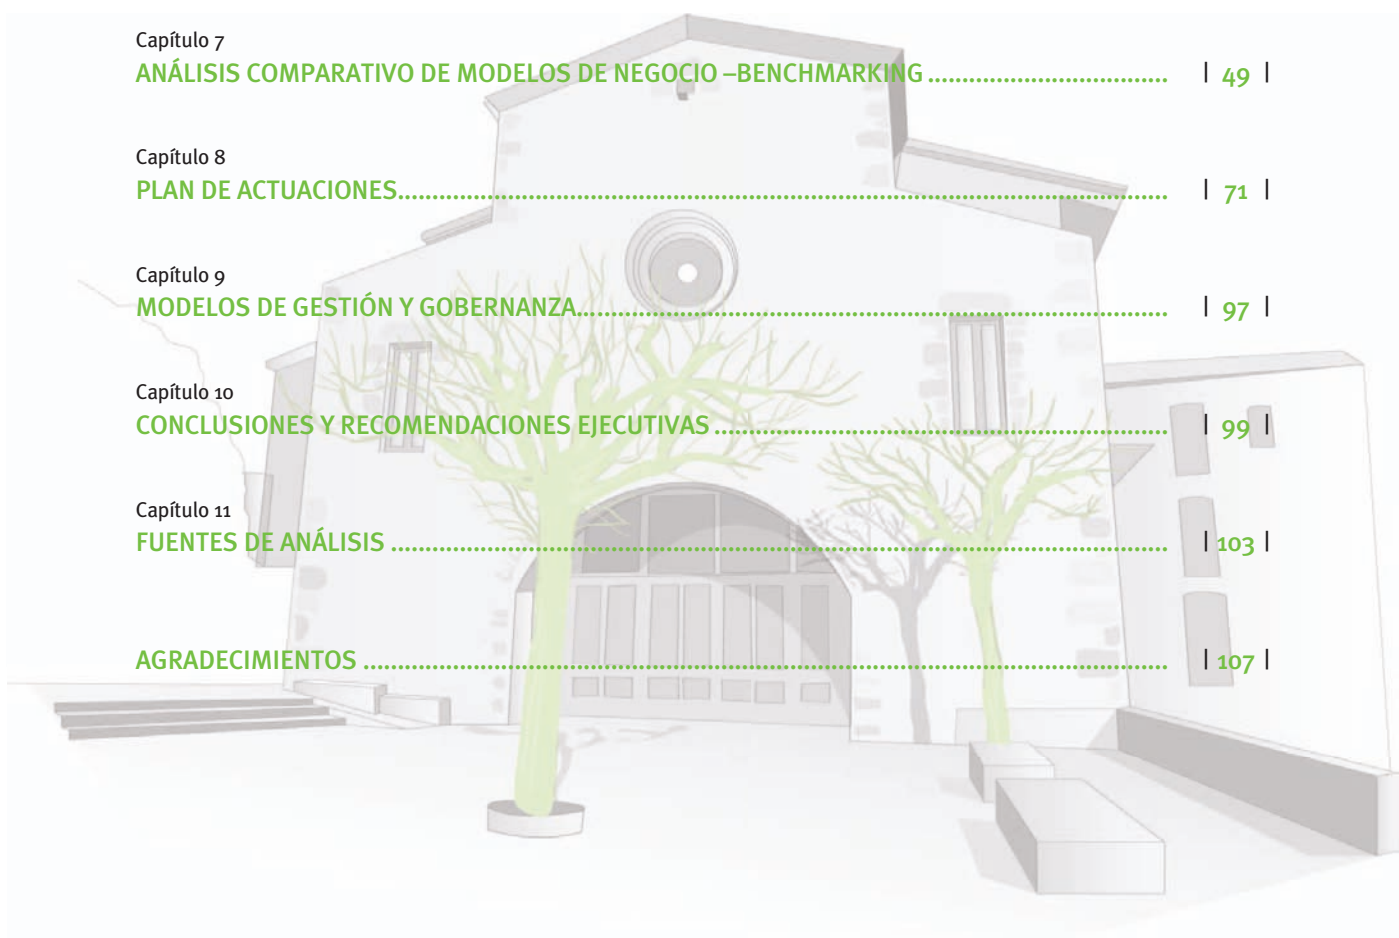 Capítulo 7
ANÁLISIS COMPARATIVO DE MODELOS DE NEGOCIO –BENCHMARKING .................................. | 49 |
Capítulo 8
PLAN DE ACTUACIONES.................................................................................................. | 71 |
Capítulo 9
MODELOS DE GESTIÓN Y GOBERNANZA........................................................................... | 97 |
Capítulo 10
CONCLUSIONES Y RECOMENDACIONES EJECUTIVAS ......................................................... | 99 |
Capítulo 11
FUENTES DE ANÁLISIS ................................................................................................... | 103 |
AGRADECIMIENTOS ....................................................................................................... | 107 |